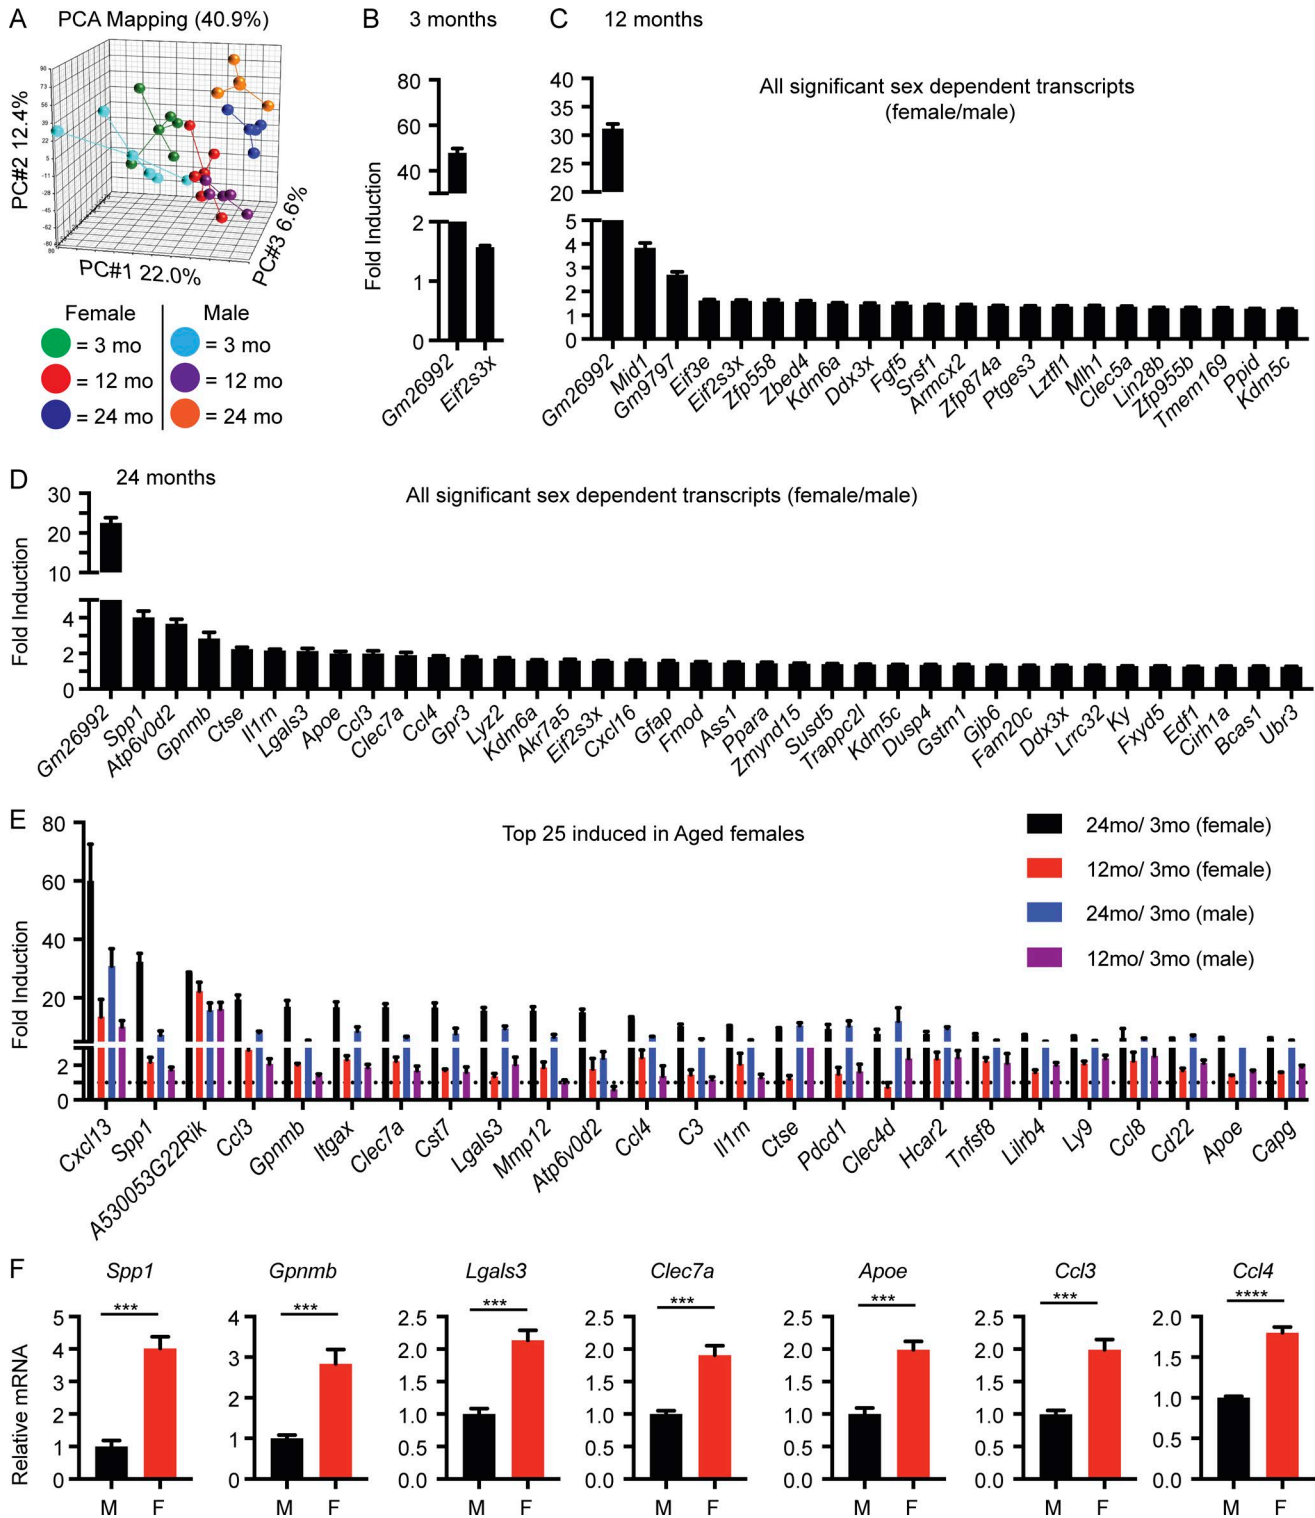 A
PCA Mapping (40.9%)
PC#2 12.4%
90
73
56
39
22
5
-11
-28
-45
-62
-80
PC#1 22.0%
PC#3 6.6%
Female
Male
= 3 mo
= 3 mo
= 12 mo
= 12 mo
= 24 mo
= 24 mo
B
3 months
Fold Induction
80
60
40
2
1
0
Gm26992
Eif2s3x
C
12 months
All significant sex dependent transcripts
(female/male)
40
35
30
25
20
5
4
3
2
1
0
Gm26992
Mid1
Gm9797
Eif3e
Eif2s3x
Zfp558
Zbed4
Kdm6a
Ddx3x
Fgf5
Srsf1
Armcx2
Zfp874a
Ptges3
Lztfl1
Mlh1
Clec5a
Lin28b
Zfp955b
Tmem169
Ppid
Kdm5c
D
24 months
All significant sex dependent transcripts (female/male)
Fold Induction
30
20
10
4
2
0
Gm26992
Spp1
Atp6v0d2
Gpnmb
Ctse
Il1rn
Lgals3
Apoe
Ccl3
Clec7a
Ccl4
Gpr3
Lyz2
Kdm6a
Akr7a5
Eif2s3x
Cxcl16
Gfap
Fmod
Ass1
Ppara
Zmynd15
Susd5
Trappc2l
Kdm5c
Dusp4
Gstm1
Gjb6
Fam20c
Ddx3x
Lrrc32
Ky
Fxyd5
Edf1
Cirh1a
Bcas1
Ubr3
E
Top 25 induced in Aged females
24mo/ 3mo (female)
12mo/ 3mo (female)
24mo/ 3mo (male)
12mo/ 3mo (male)
Fold Induction
80
60
40
20
2
0
Cxcl13
Spp1
A530053G22Rik
Ccl3
Gpnmb
Itgax
Clec7a
Cst7
Lgals3
Mmp12
Atp6v0d2
Ccl4
C3
Il1rn
Ctse
Pdcd1
Clec4d
Hcar2
Tnfsf8
Lilrb4
Ly9
Ccl8
Cd22
Apoe
Capg
F
Relative mRNA
Spp1
***
5
4
3
2
1
0
M F
Gpnmb
***
4
3
2
1
0
M F
Lgals3
***
2.5
2.0
1.5
1.0
0.5
0.0
M F
Clec7a
***
2.5
2.0
1.5
1.0
0.5
0.0
M F
Apoe
***
2.5
2.0
1.5
1.0
0.5
0.0
M F
Ccl3
***
2.5
2.0
1.5
1.0
0.5
0.0
M F
Ccl4
****
2.0
1.5
1.0
0.5
0.0
M F